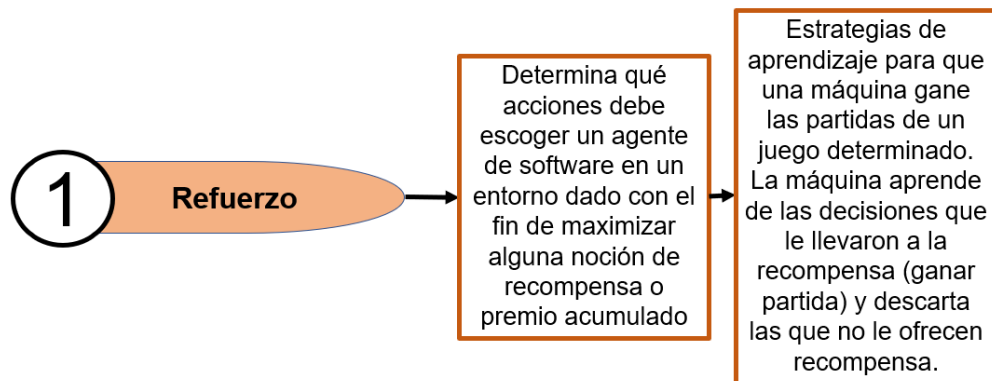 1
Refuerzo
Determina qué
acciones debe
escoger un agente
de software en un
entorno dado con el
fin de maximizar
alguna noción de
recompensa o
premio acumulado
Estrategias de
aprendizaje para que
una máquina gane
las partidas de un
juego determinado.
La máquina aprende
de las decisiones que
le llevaron a la
recompensa (ganar
partida) y descarta
las que no le ofrecen
recompensa.